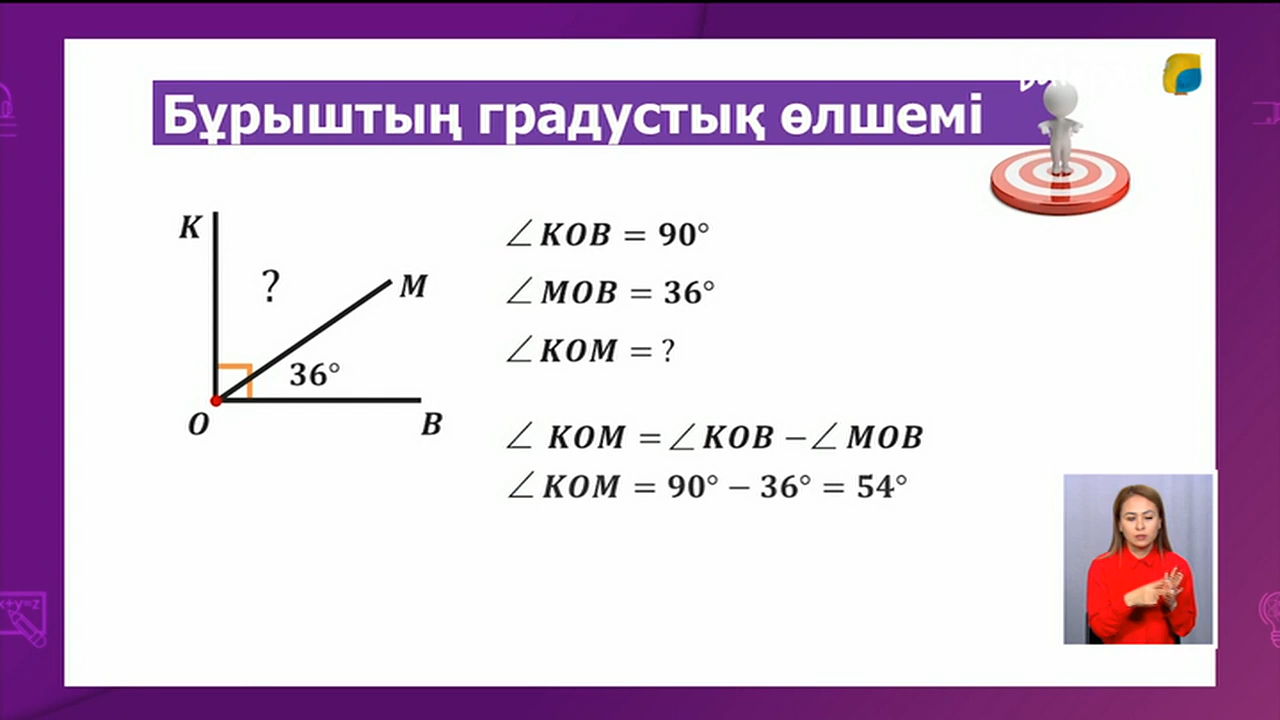 Бұрыштың градустық өлшемі
K
?
M
36°
O
B
∠KOB = 90°
∠MOB = 36°
∠KOM = ?
∠ KOM = ∠KOB − ∠MOB
∠KOM = 90° − 36° = 54°
x+y=z